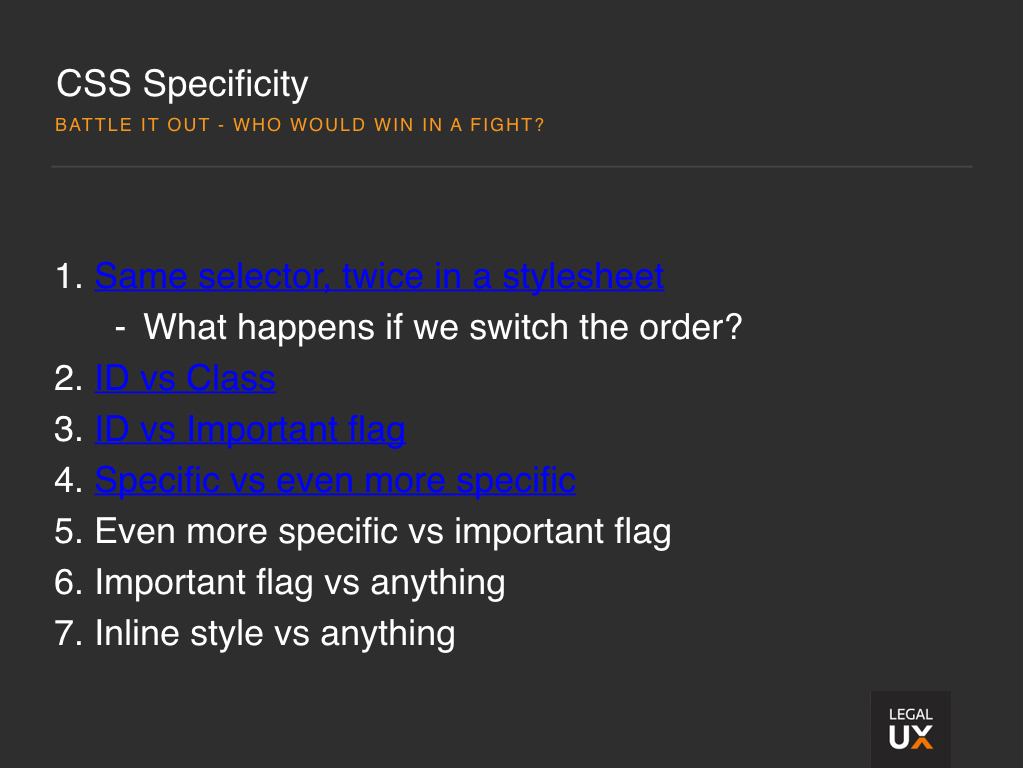 CSS Specificity
BATTLE IT OUT - WHO WOULD WIN IN A FIGHT?
1. Same selector, twice in a stylesheet
- What happens if we switch the order?
2. ID vs Class
3. ID vs Important flag
4. Specific vs even more specific
5. Even more specific vs important flag
6. Important flag vs anything
7. Inline style vs anything
LEGAL
UX